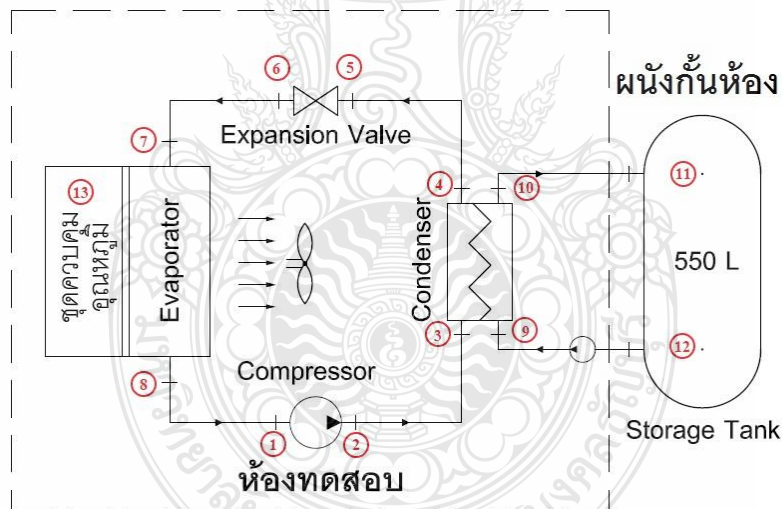 6
5
ผนังกั้นห้อง
Expansion Valve
7
4
10
11
13
ชุดควบคุม
อุณหภูมิ
Evaporator
Condenser
550 L
3
9
12
8
Compressor
1
2
Storage Tank
ห้องทดสอบ